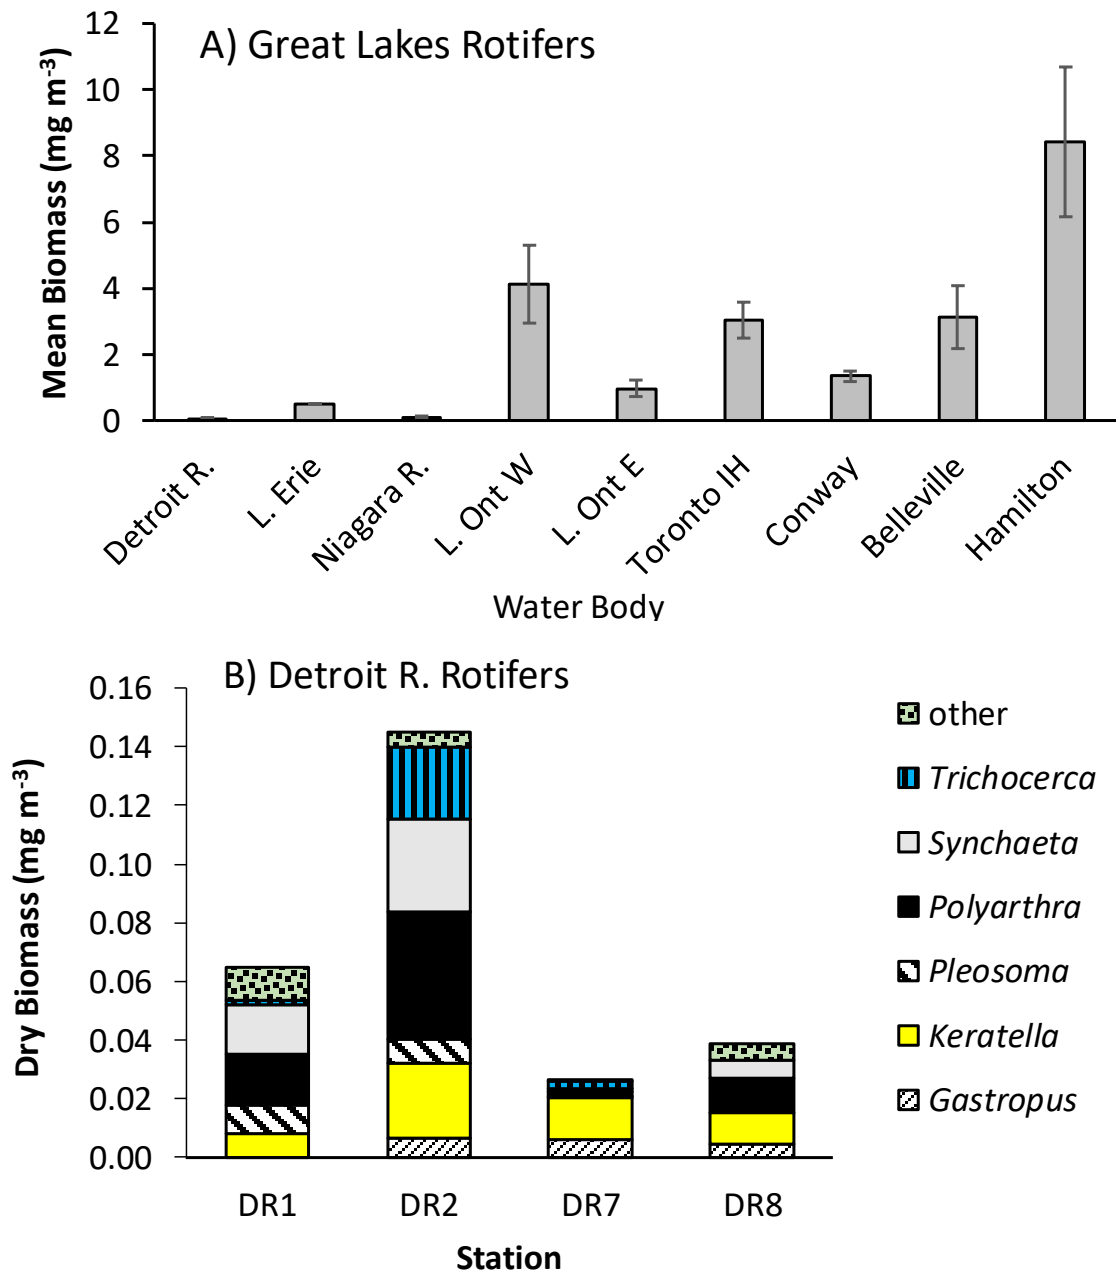 A) Great Lakes Rotifers
Mean Biomass (mg m⁻³)
12
10
8
6
4
2
0
Detroit R.
L. Erie
Niagara R.
L. Ont W
L. Ont E
Toronto IH
Conway
Belleville
Hamilton
Water Body
B) Detroit R. Rotifers
Dry Biomass (mg m⁻³)
0.16
0.14
0.12
0.10
0.08
0.06
0.04
0.02
0.00
DR1
DR2
DR7
DR8
Station
other
Trichocerca
Synchaeta
Polyarthra
Pleosoma
Keratella
Gastropus